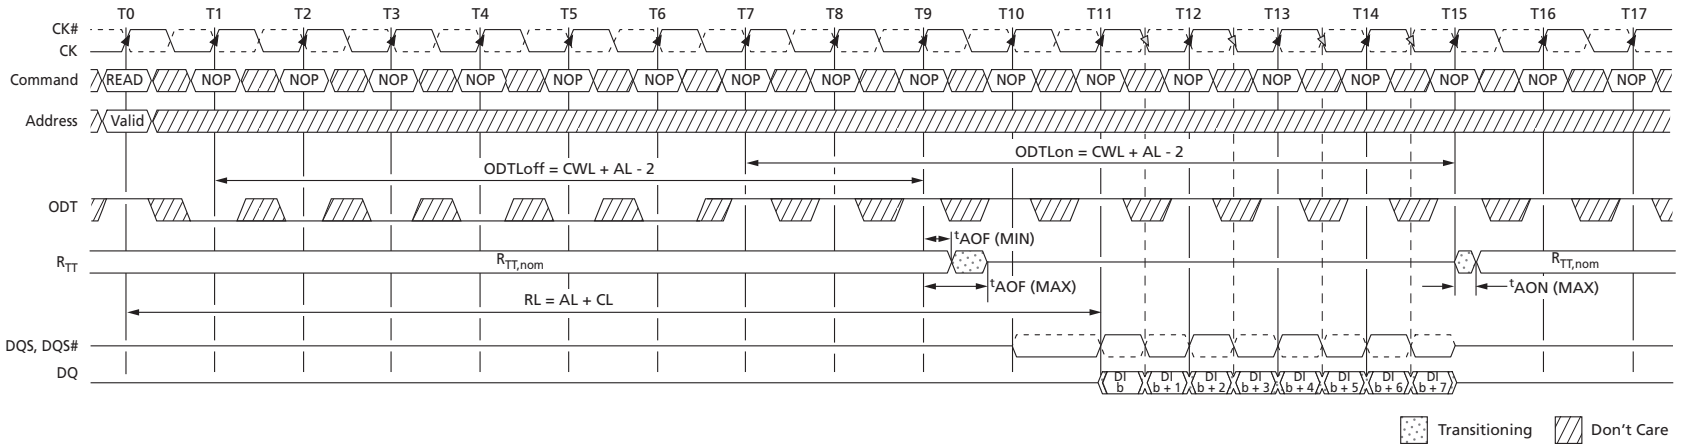 T0 T1 T2 T3 T4 T5 T6 T7 T8 T9 T10 T11 T12 T13 T14 T15 T16 T17
CK#
CK
Command READ NOP NOP NOP NOP NOP NOP NOP NOP NOP NOP NOP NOP NOP NOP NOP NOP NOP
Address Valid
ODTLon = CWL + AL - 2
ODTLoff = CWL + AL - 2
ODT
tAOF (MIN)
RTT RTT,nom RTT,nom
tAOF (MAX) tAON (MAX)
RL = AL + CL
DQS, DQS#
DQ
DI b DI b + 1 DI b + 2 DI b + 3 DI b + 4 DI b + 5 DI b + 6 DI b + 7
Transitioning Don't Care